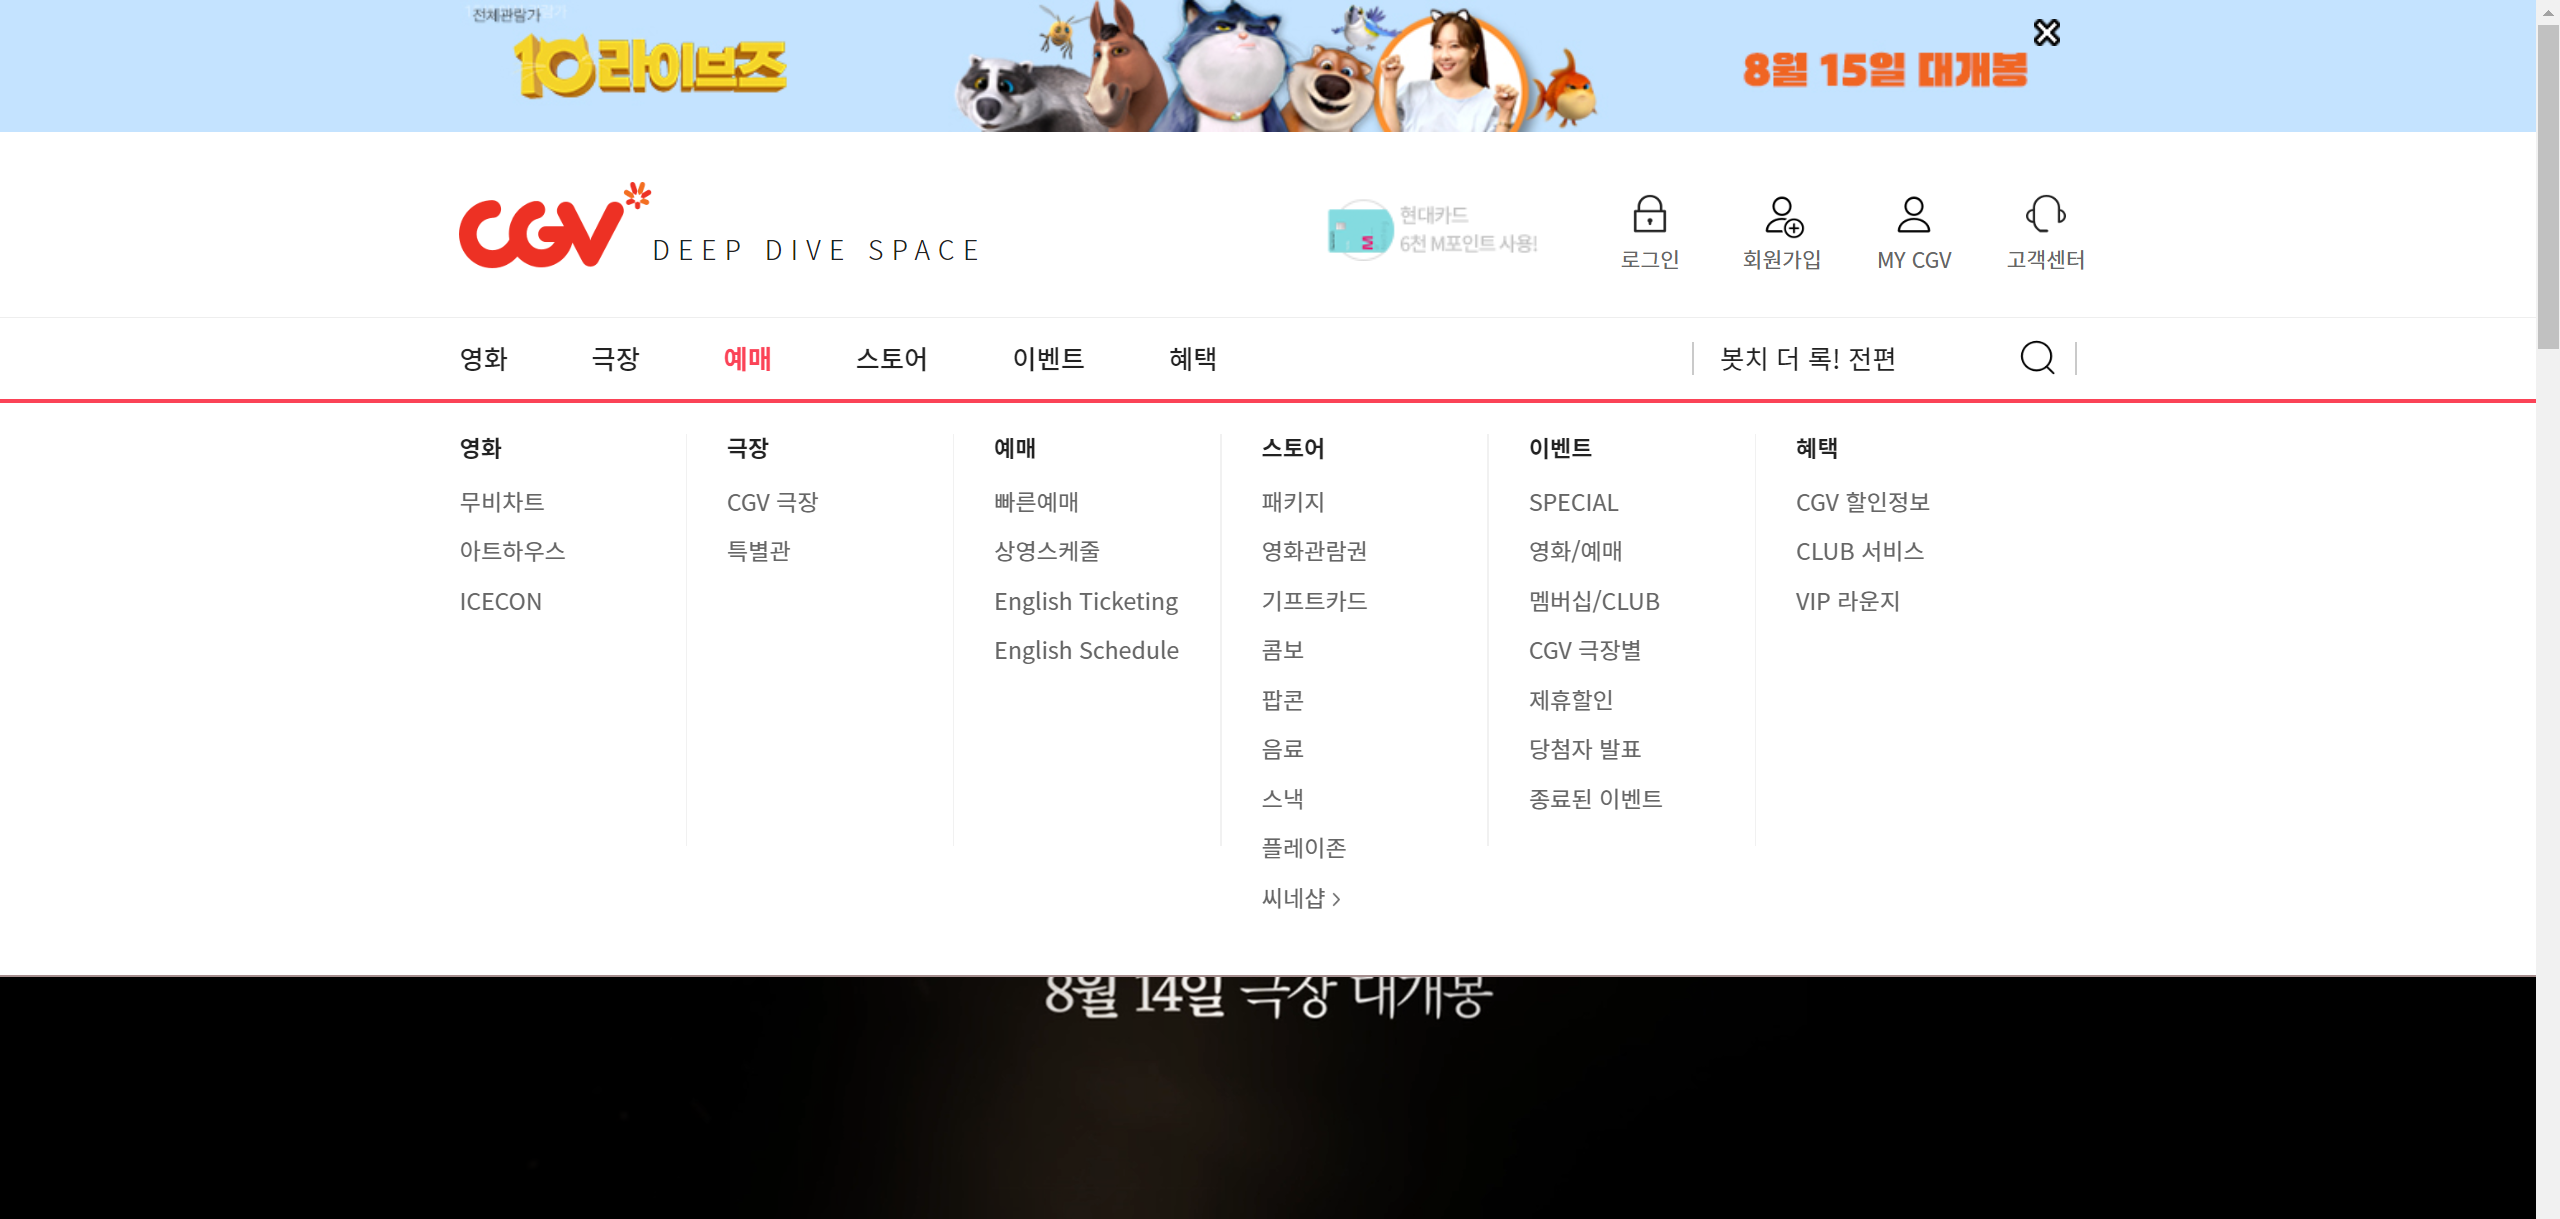 전체관람가
10 라이브즈
8월 15일 대개봉
CGV
DEEP DIVE SPACE
현대카드
6천 M포인트 사용!
로그인
회원가입
MY CGV
고객센터
영화
극장
예매
스토어
이벤트
혜택
봇치 더 록! 전편
영화
무비차트
아트하우스
ICECON
극장
CGV 극장
특별관
예매
빠른예매
상영스케줄
English Ticketing
English Schedule
스토어
패키지
영화관람권
기프트카드
콤보
팝콘
음료
스낵
플레이존
씨네샵
이벤트
SPECIAL
영화/예매
멤버십/CLUB
CGV 극장별
제휴할인
당첨자 발표
종료된 이벤트
혜택
CGV 할인정보
CLUB 서비스
VIP 라운지
8월 14일 극장 대개봉